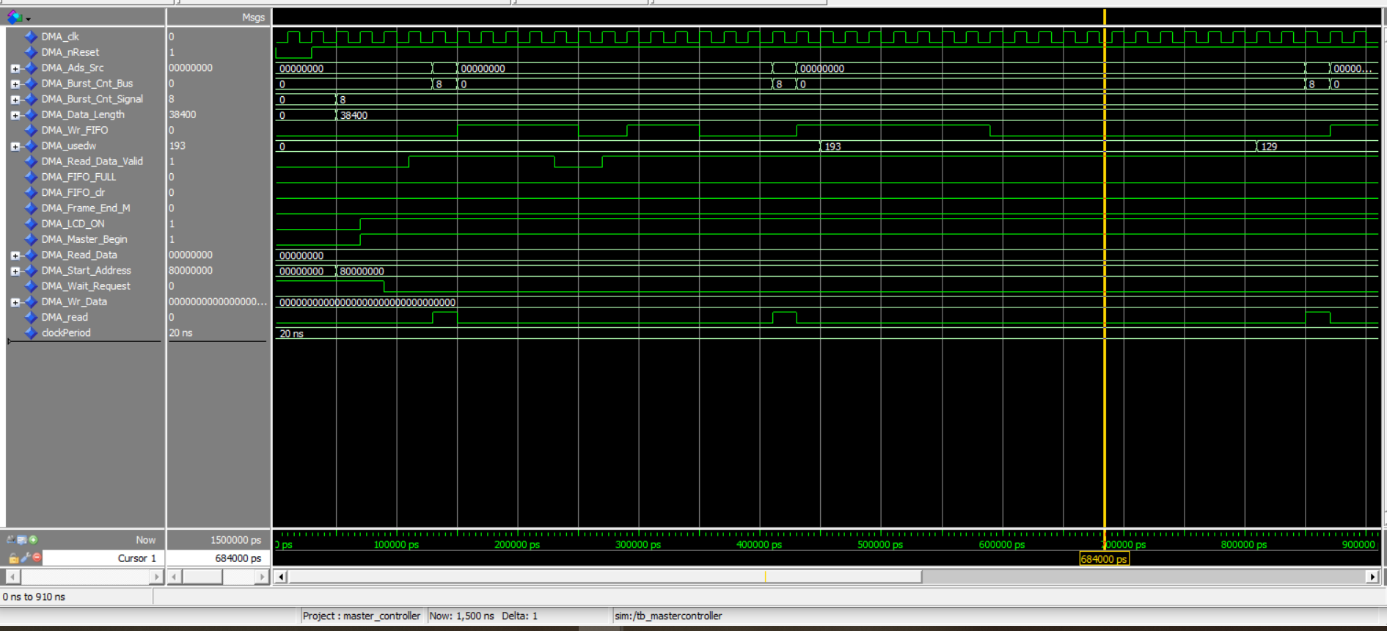 Msgs
DMA_clk 0
DMA_nReset 1
DMA_Ads_Src 00000000 00000000 00000000 00000000 00000...
DMA_Burst_Cnt_Bus 0 0 8 0 8 0 8 0
DMA_Burst_Cnt_Signal 8 0 8
DMA_Data_Length 38400 0 38400
DMA_Wr_FIFO 0
DMA_usedw 193 0 193 129
DMA_Read_Data_Valid 1
DMA_FIFO_FULL 0
DMA_FIFO_clr 0
DMA_Frame_End_M 0
DMA_LCD_ON 1
DMA_Master_Begin 1
DMA_Read_Data 00000000 00000000
DMA_Start_Address 80000000 00000000 80000000
DMA_Wait_Request 0
DMA_Wr_Data 0000000000000000... 00000000000000000000000000000000
DMA_read 0
clockPeriod 20 ns 20 ns
Now 1500000 ps
Cursor 1 684000 ps
100000 ps 200000 ps 300000 ps 400000 ps 500000 ps 600000 ps 800000 ps 900000
684000 ps
0 ns to 910 ns
Project : master_controller Now: 1,500 ns Delta: 1 sim:/tb_mastercontroller